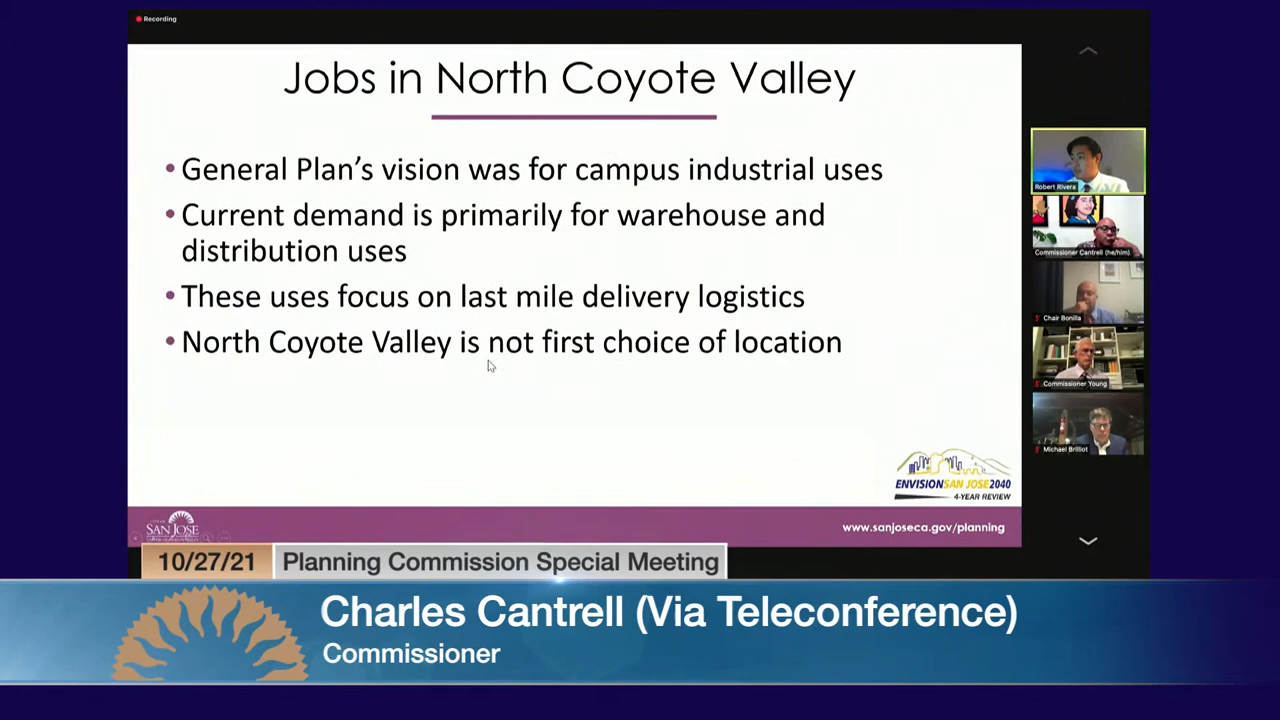 Recording
Jobs in North Coyote Valley
• General Plan's vision was for campus industrial uses
• Current demand is primarily for warehouse and
distribution uses
• These uses focus on last mile delivery logistics
• North Coyote Valley is not first choice of location
Robert Rivera
Commissioner Cantrell (he/him)
Chair Bonilla
Commissioner Young
Michael Brilliot
ENVISION SAN JOSE 2040
4-YEAR REVIEW
SAN JOSE
www.sanjoseca.gov/planning
10/27/21
Planning Commission Special Meeting
Charles Cantrell (Via Teleconference)
Commissioner